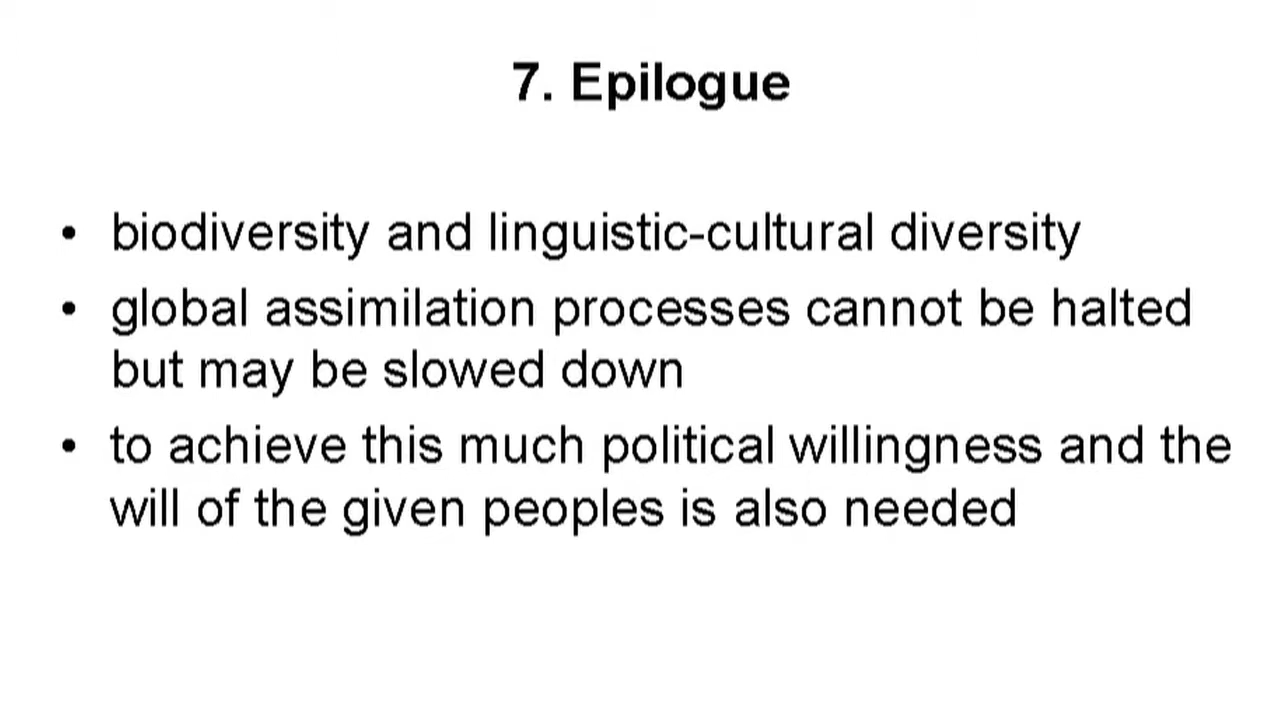 7. Epilogue
• biodiversity and linguistic-cultural diversity
• global assimilation processes cannot be halted
but may be slowed down
• to achieve this much political willingness and the
will of the given peoples is also needed